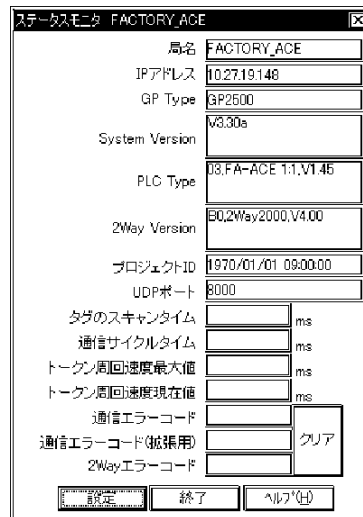 ステータスモニタ FACTORY_ACE
局名 FACTORY_ACE
IPアドレス 10.27.19.148
GP Type GP2500
System Version V3.30a
PLC Type 03,FA-ACE 1:1,V1.45
2Way Version B0,2Way2000,V4.00
プロジェクトID 1970/01/01 09:00:00
UDPポート 8000
タグのスキャンタイム ms
通信サイクルタイム ms
トークン周回速度最大値 ms
トークン周回速度現在値 ms
通信エラーコード
通信エラーコード(拡張用) クリア
2Wayエラーコード
設定 終了 ヘルプ(H)